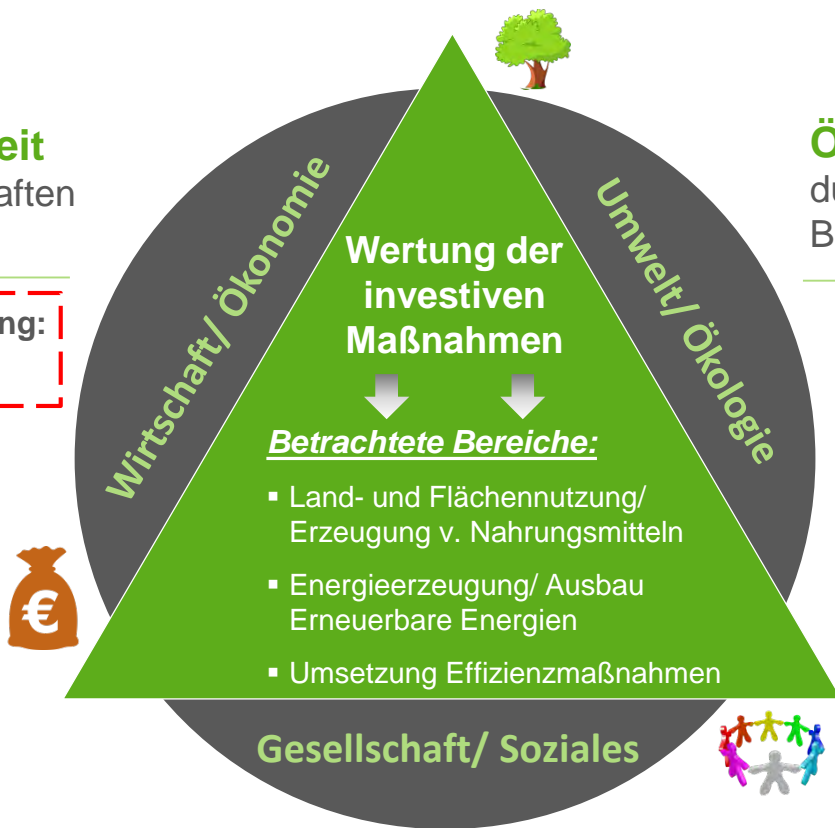 eit
aften
ng:
Ö
du
B
Wirtschaft/ Ökonomie
Umwelt/ Ökologie
Wertung der
investiven
Maßnahmen
Betrachtete Bereiche:
▪ Land- und Flächennutzung/
Erzeugung v. Nahrungsmitteln
▪ Energieerzeugung/ Ausbau
Erneuerbare Energien
▪ Umsetzung Effizienzmaßnahmen
€
Gesellschaft/ Soziales